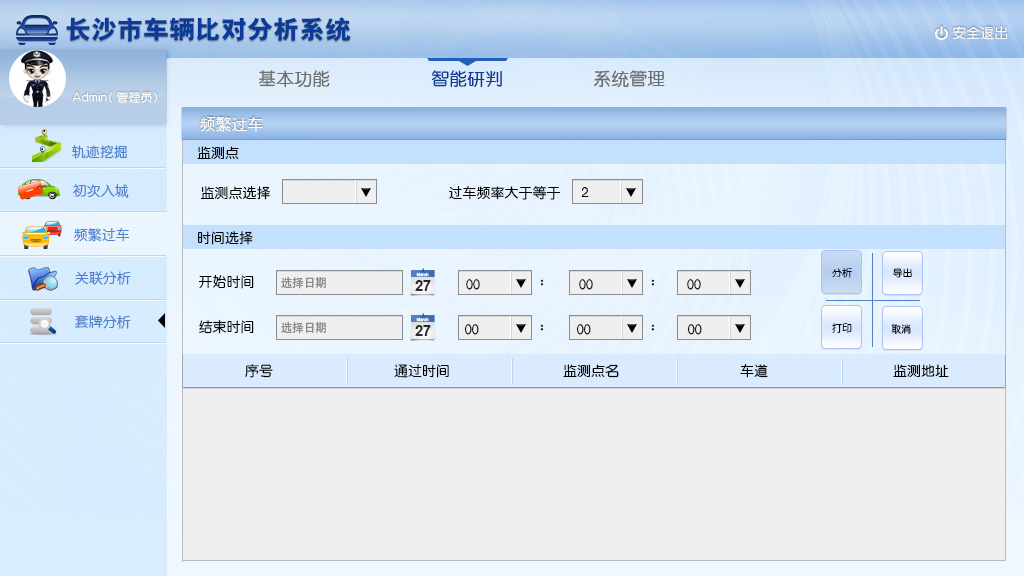 长沙市车辆比对分析系统
安全退出
Admin( 管理员)
基本功能 智能研判 系统管理
轨迹挖掘
初次入城
频繁过车
关联分析
套牌分析
频繁过车
监测点
监测点选择 过车频率大于等于 2
时间选择
开始时间 选择日期 March 27 00 : 00 : 00
结束时间 选择日期 March 27 00 : 00 : 00
分析 导出
打印 取消
序号 通过时间 监测点名 车道 监测地址